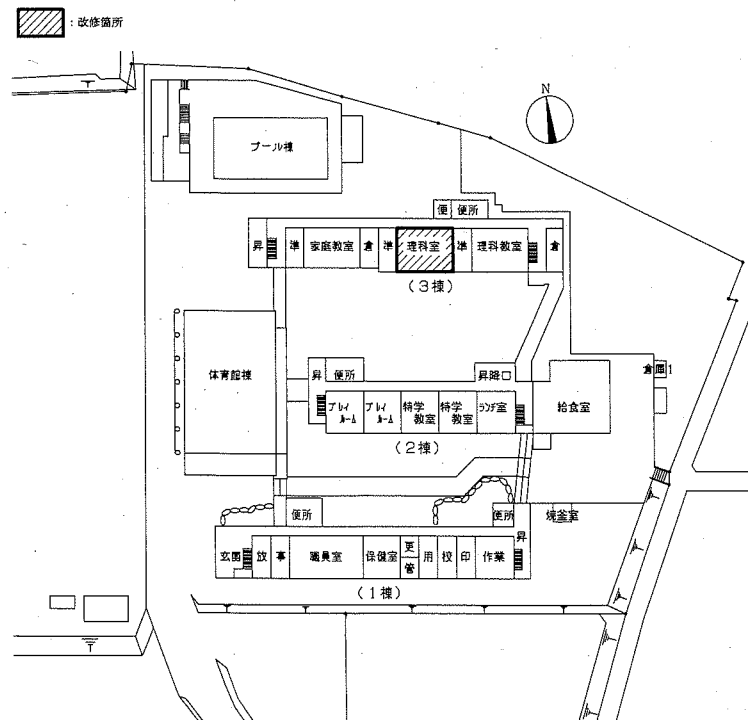 : 改修箇所
N
プール棟
便 便所
昇 準 家庭教室 倉 準 理科室 準 理科教室 倉
(3棟)
体育館棟
昇 便所
昇降口
倉庫1
プレイ
ルーム
プレイ
ルーム
特学
教室
特学
教室
ランチ室
給食室
(2棟)
便所
便所
焼釜室
昇
玄関 放 事 職員室 保健室 更
管 用 校 印 作業
(1棟)